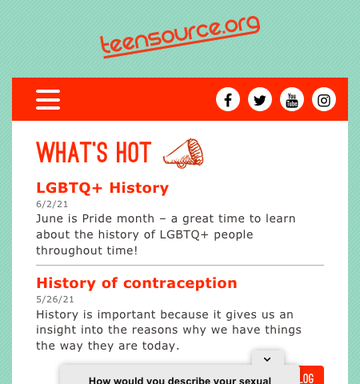 teensource.org
You
Tube
WHAT'S HOT
LGBTQ+ History
6/2/21
June is Pride month – a great time to learn
about the history of LGBTQ+ people
throughout time!
History of contraception
5/26/21
History is important because it gives us an
insight into the reasons why we have things
the way they are today.
How would you describe your sexual